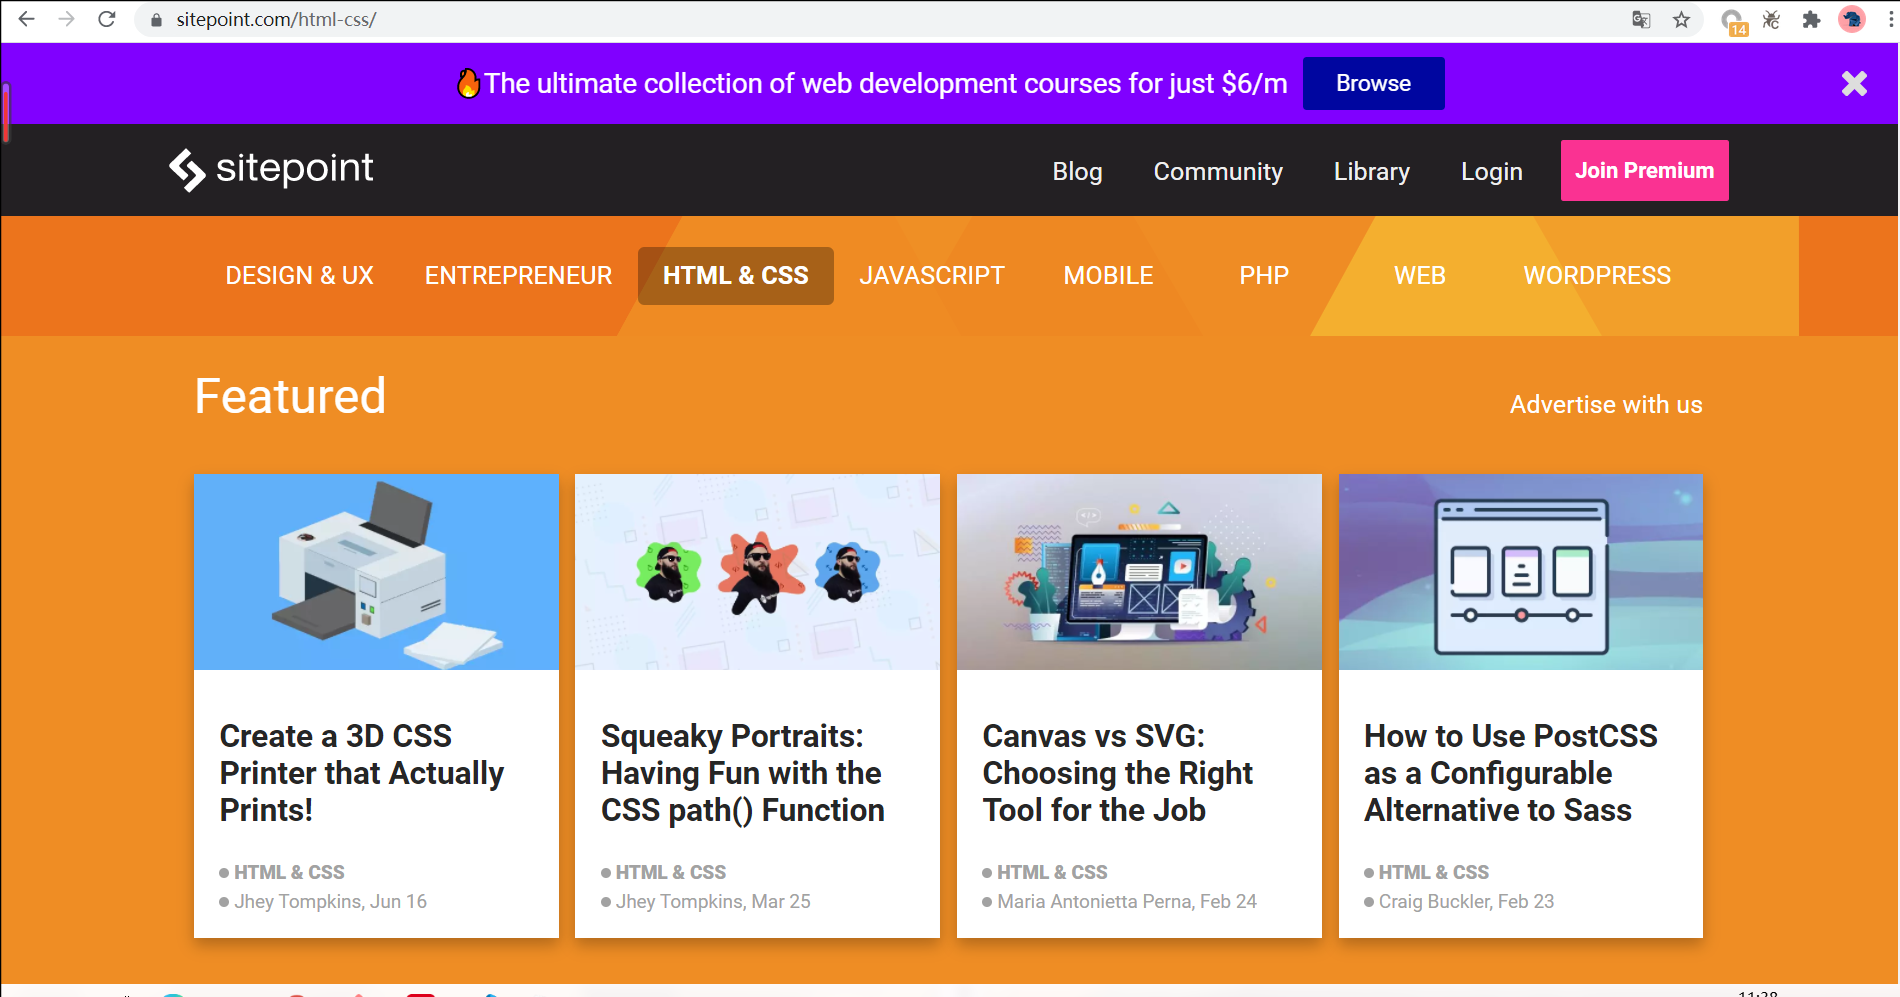 sitepoint.com/html-css/
14
The ultimate collection of web development courses for just $6/m
Browse
sitepoint
Blog
Community
Library
Login
Join Premium
DESIGN & UX
ENTREPRENEUR
HTML & CSS
JAVASCRIPT
MOBILE
PHP
WEB
WORDPRESS
Featured
Advertise with us
Create a 3D CSS
Printer that Actually
Prints!
HTML & CSS
Jhey Tompkins, Jun 16
Squeaky Portraits:
Having Fun with the
CSS path() Function
HTML & CSS
Jhey Tompkins, Mar 25
Canvas vs SVG:
Choosing the Right
Tool for the Job
HTML & CSS
Maria Antonietta Perna, Feb 24
How to Use PostCSS
as a Configurable
Alternative to Sass
HTML & CSS
Craig Buckler, Feb 23